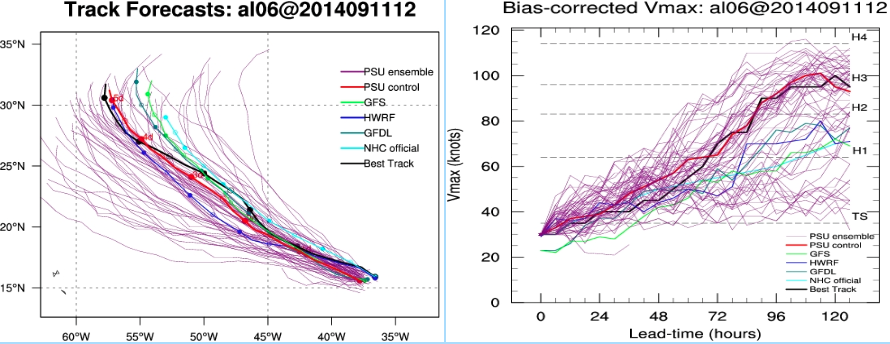 Track Forecasts: al06@2014091112
35°N
30°N
25°N
20°N
15°N
60°W 55°W 50°W 45°W 40°W 35°W
PSU ensemble
PSU control
GFS
HWRF
GFDL
NHC official
Best Track
5d
4d
Bias-corrected Vmax: al06@2014091112
Vmax (knots)
120
100
80
60
40
20
0
H4
H3
H2
H1
TS
PSU ensemble
PSU control
GFS
HWRF
GFDL
NHC official
Best Track
0 24 48 72 96 120
Lead-time (hours)